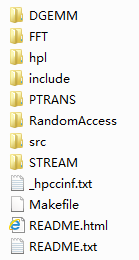 DGEMM
FFT
hpl
include
PTRANS
RandomAccess
src
STREAM
_hpccinf.txt
Makefile
README.html
README.txt